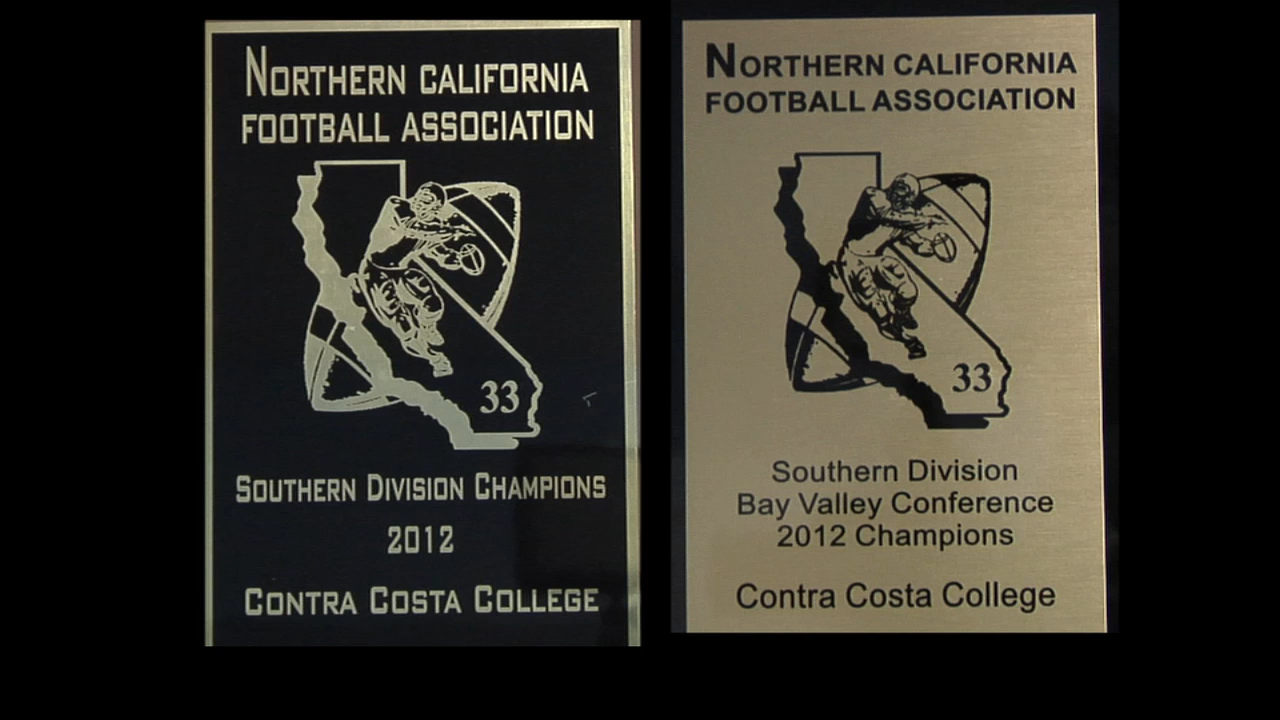 NORTHERN CALIFORNIA
FOOTBALL ASSOCIATION
33
SOUTHERN DIVISION CHAMPIONS
2012
CONTRA COSTA COLLEGE
NORTHERN CALIFORNIA
FOOTBALL ASSOCIATION
33
Southern Division
Bay Valley Conference
2012 Champions
Contra Costa College